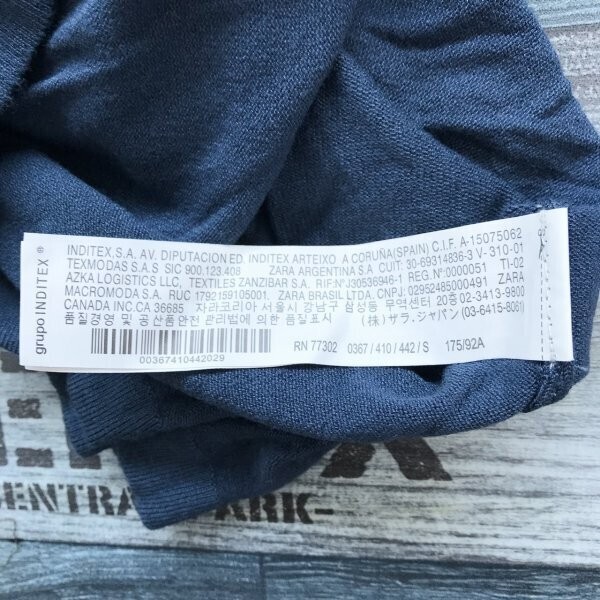 grupo INDITEX ®
INDITEX,S.A. AV. DIPUTACION ED. INDITEX ARTEIXO A CORUÑA(SPAIN) C.I.F. A-15075062
TEXMODAS S.A.S SIC 900.123.408 ZARA ARGENTINA S.A CUIT: 30-69314836-3 V-310-01
AZKA LOGISTICS LLC, TEXTILES ZANZIBAR S.A. RIF:Nº J30536946-1 REG.Nº0000051 TI-02
MACROMODA S.A. RUC 1792159105001. ZARA BRASIL LTDA, CNPJ: 02952485000491 ZARA
CANADA INC.CA 36685 자라코리아 서울시 강남구 삼성동 무역센터 20층 02-3413-9800
품질경영 및 공산품안전 관리법에 의한 품질표시 (株) ザラ.ジャパン (03-6415-8061)
00367410442029
RN 77302 0367 / 410 / 442 / S 175/92A
CENTRAL PARK-